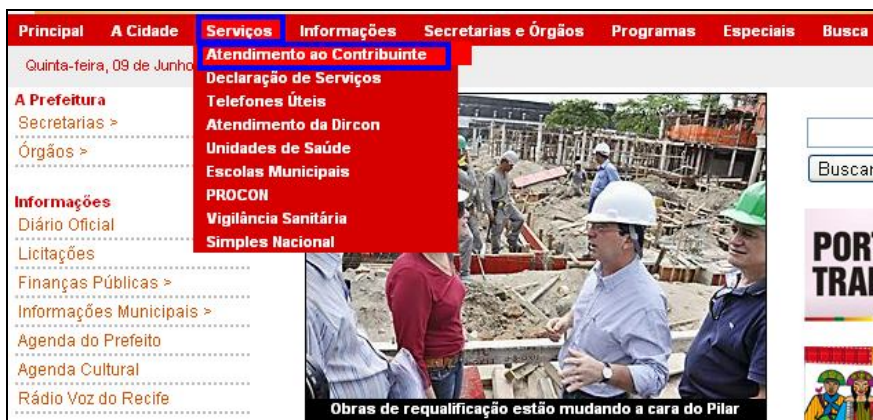 Principal A Cidade Serviços Informações Secretarias e Órgãos Programas Especiais Busca
Quinta-feira, 09 de Junho
Atendimento ao Contribuinte
Declaração de Serviços
Telefones Úteis
Atendimento da Dircon
Unidades de Saúde
Escolas Municipais
PROCON
Vigilância Sanitária
Simples Nacional
A Prefeitura
Secretarias >
Órgãos >
Informações
Diário Oficial
Licitações
Finanças Públicas >
Informações Municipais >
Agenda do Prefeito
Agenda Cultural
Rádio Voz do Recife
Obras de requalificação estão mudando a cara do Pilar
Buscar